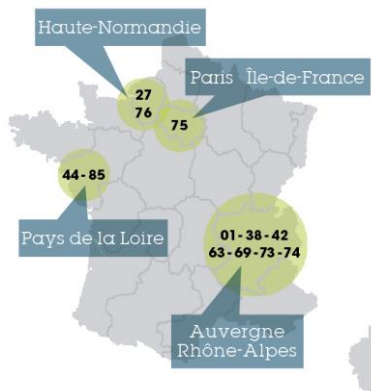 Haute-Normandie
27
76
Paris Île-de-France
75
44 - 85
Pays de la Loire
01 - 38 - 42
63 - 69 - 73 - 74
Auvergne
Rhône-Alpes